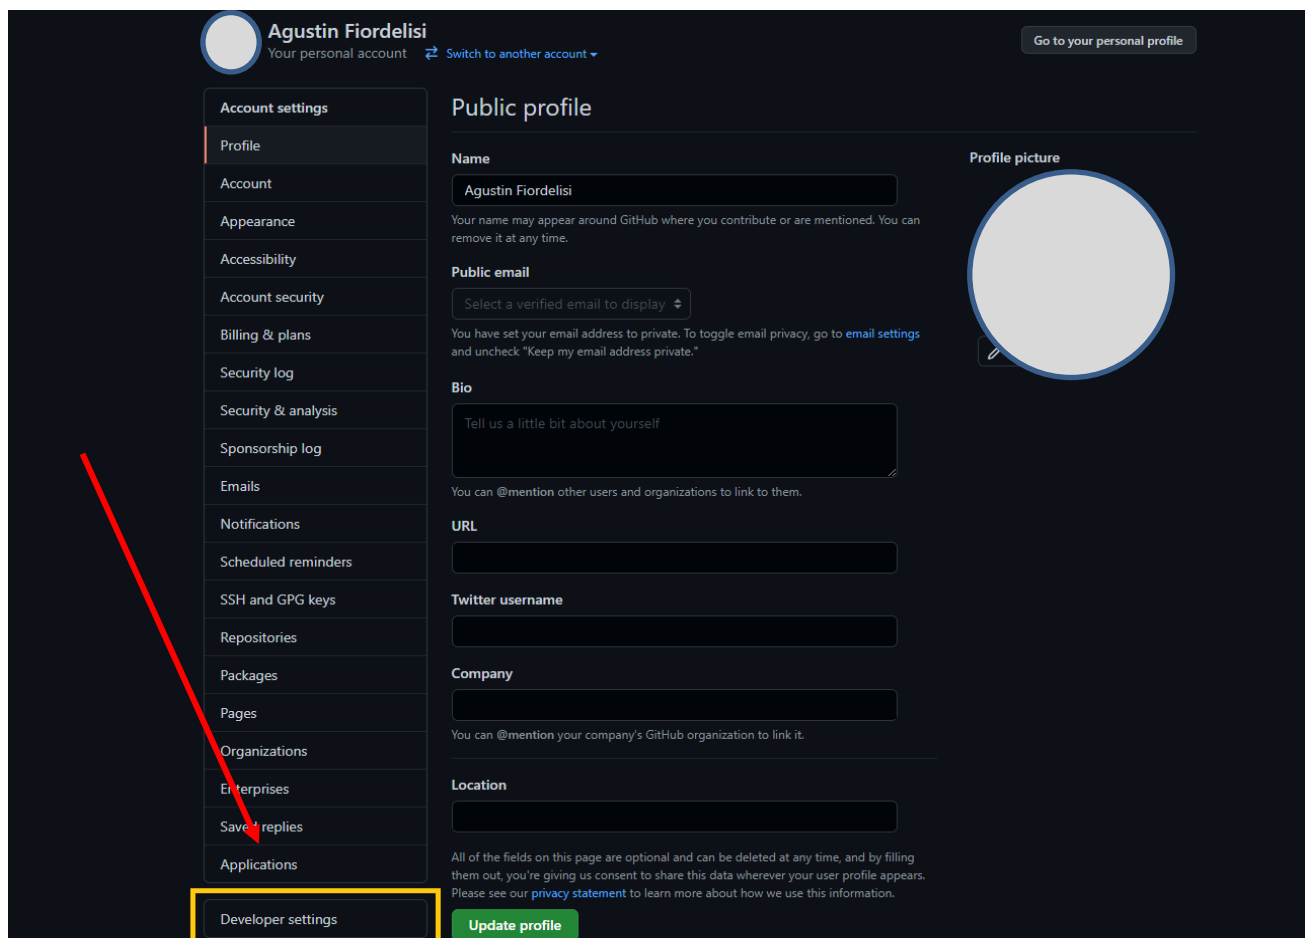 Agustin Fiordelisi
Your personal account Switch to another account
Go to your personal profile
Account settings
Profile
Account
Appearance
Accessibility
Account security
Billing & plans
Security log
Security & analysis
Sponsorship log
Emails
Notifications
Scheduled reminders
SSH and GPG keys
Repositories
Packages
Pages
Organizations
Enterprises
Saved replies
Applications
Developer settings
Public profile
Name
Agustin Fiordelisi
Your name may appear around GitHub where you contribute or are mentioned. You can
remove it at any time.
Public email
Select a verified email to display
You have set your email address to private. To toggle email privacy, go to email settings
and uncheck "Keep my email address private."
Bio
Tell us a little bit about yourself
You can @mention other users and organizations to link to them.
URL
Twitter username
Company
You can @mention your company's GitHub organization to link it.
Location
All of the fields on this page are optional and can be deleted at any time, and by filling
them out, you're giving us consent to share this data wherever your user profile appears.
Please see our privacy statement to learn more about how we use this information.
Update profile
Profile picture